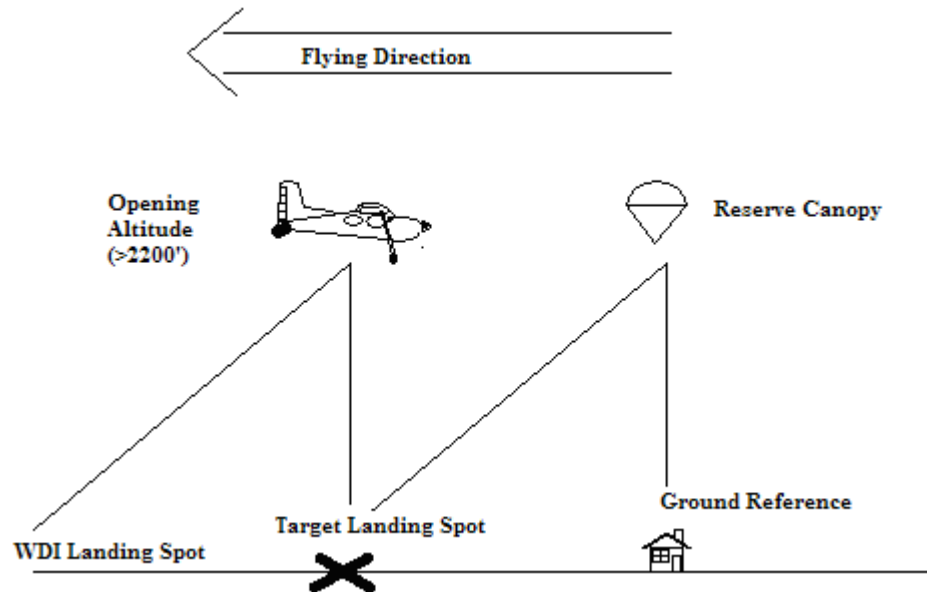 Flying Direction
Opening
Altitude
(>2200')
Reserve Canopy
Ground Reference
Target Landing Spot
WDI Landing Spot